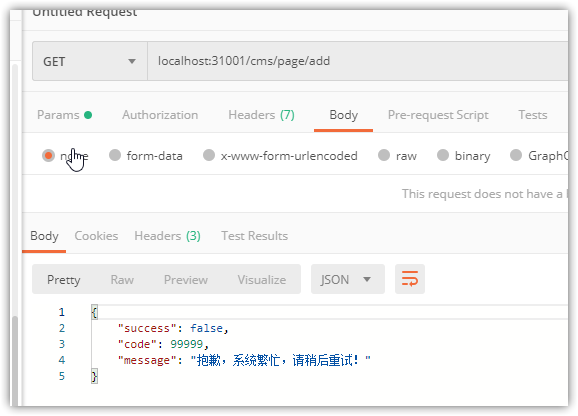 Untitled Request
GET localhost:31001/cms/page/add
Params Authorization Headers (7) Body Pre-request Script Tests
none form-data x-www-form-urlencoded raw binary
This request does not have a
Body Cookies Headers (3) Test Results
Pretty Raw Preview Visualize JSON
1 {
2 "success": false,
3 "code": 99999,
4 "message": "抱歉，系统繁忙，请稍后重试！"
5 }